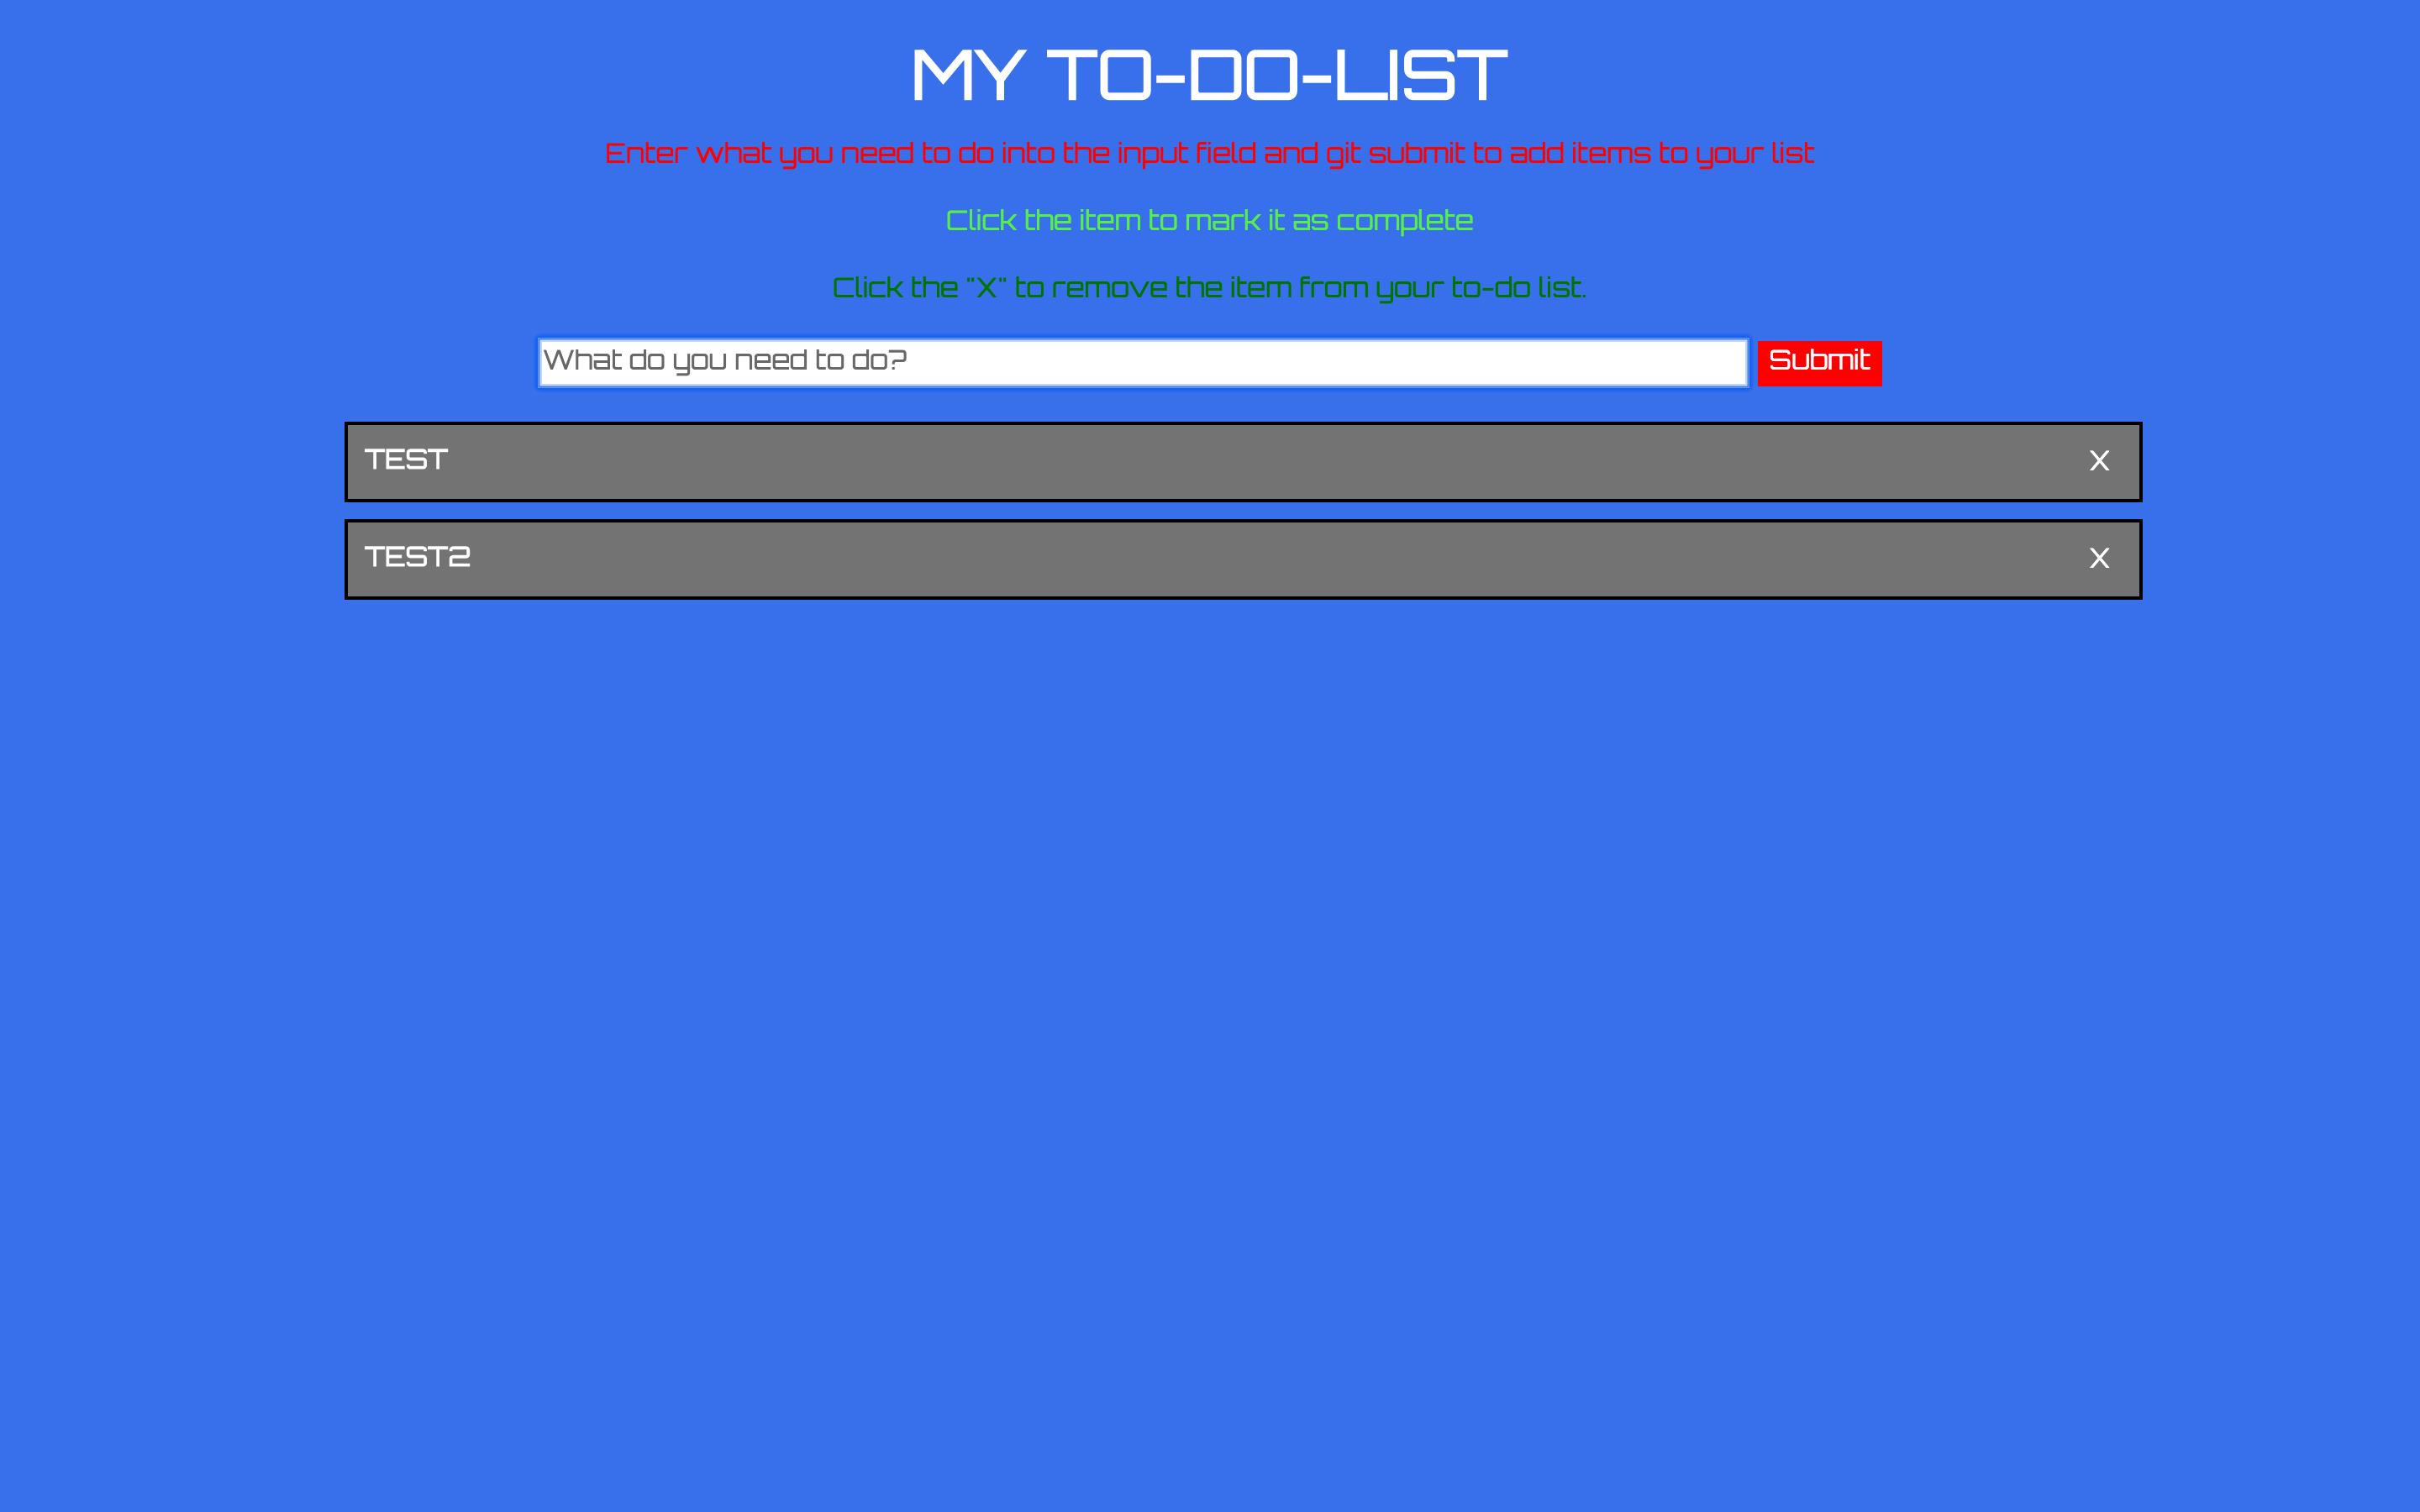 MY TO-DO-LIST
Enter what you need to do into the input field and git submit to add items to your list
Click the item to mark it as complete
Click the "X" to remove the item from your to-do list.
What do you need to do? Submit
TEST X
TEST2 X